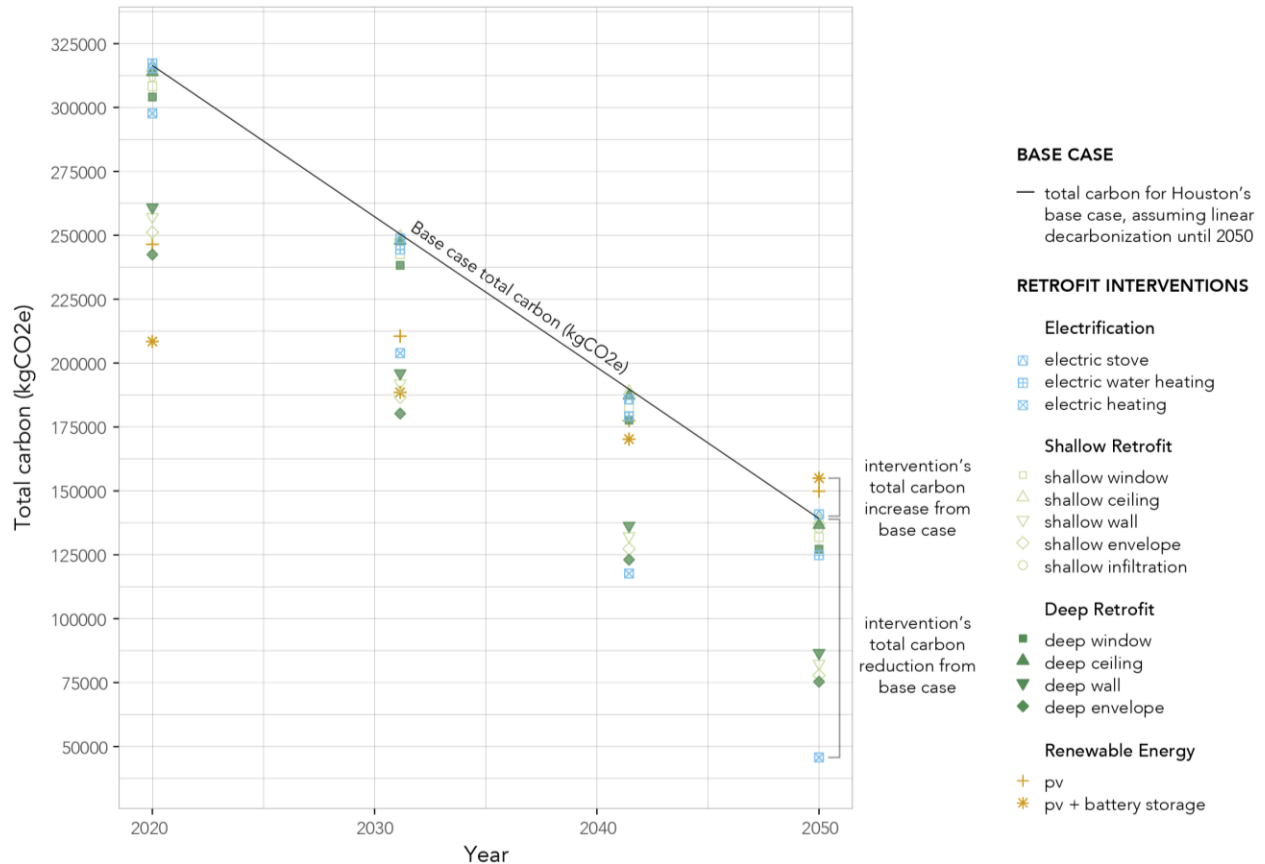 325000
300000
275000
250000
225000
200000
175000
150000
125000
100000
75000
50000
Total carbon (kgCO2e)
2020
2030
2040
2050
Year
Base case total carbon (kgCO2e)
intervention's
total carbon
increase from
base case
intervention's
total carbon
reduction from
base case
BASE CASE
total carbon for Houston's
base case, assuming linear
decarbonization until 2050
RETROFIT INTERVENTIONS
Electrification
electric stove
electric water heating
electric heating
Shallow Retrofit
shallow window
shallow ceiling
shallow wall
shallow envelope
shallow infiltration
Deep Retrofit
deep window
deep ceiling
deep wall
deep envelope
Renewable Energy
pv
pv + battery storage